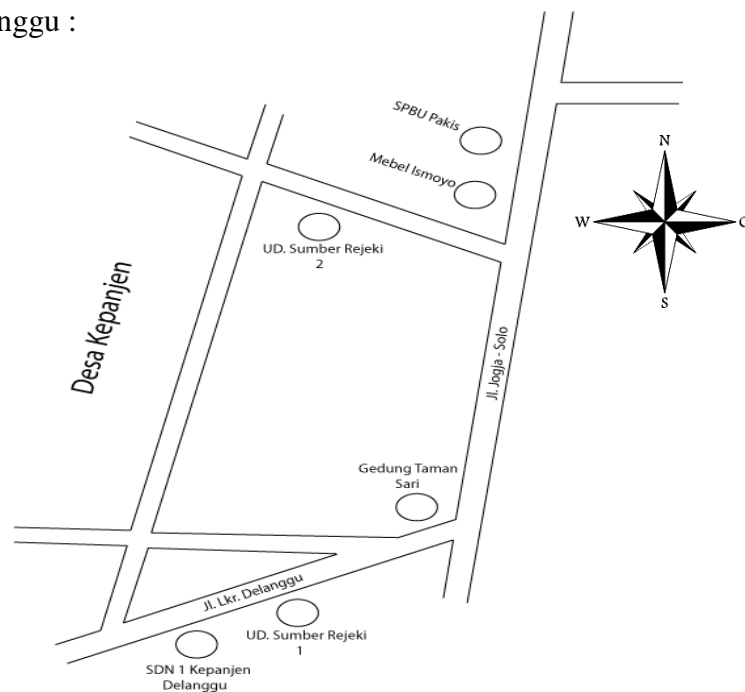 nggu :
SPBU Pakis
Mebel Ismoyo
N
W
S
UD. Sumber Rejeki
2
Desa Kepanjen
Jl. Jogja - Solo
Gedung Taman
Sari
Jl. Lkr. Delanggu
UD. Sumber Rejeki
1
SDN 1 Kepanjen
Delanggu